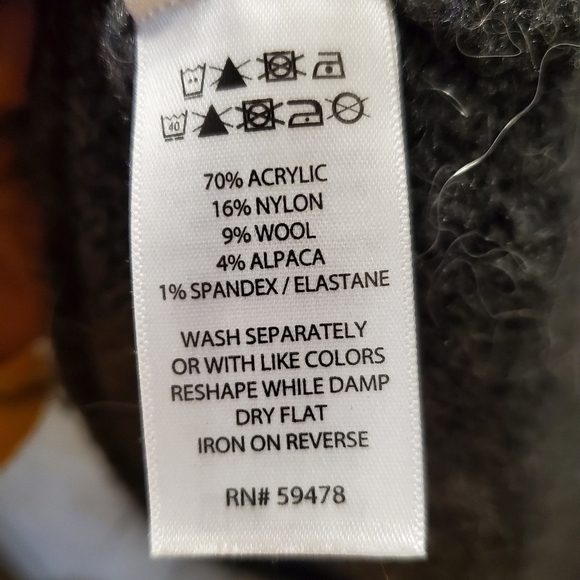 40
70% ACRYLIC
16% NYLON
9% WOOL
4% ALPACA
1% SPANDEX / ELASTANE
WASH SEPARATELY
OR WITH LIKE COLORS
RESHAPE WHILE DAMP
DRY FLAT
IRON ON REVERSE
RN# 59478